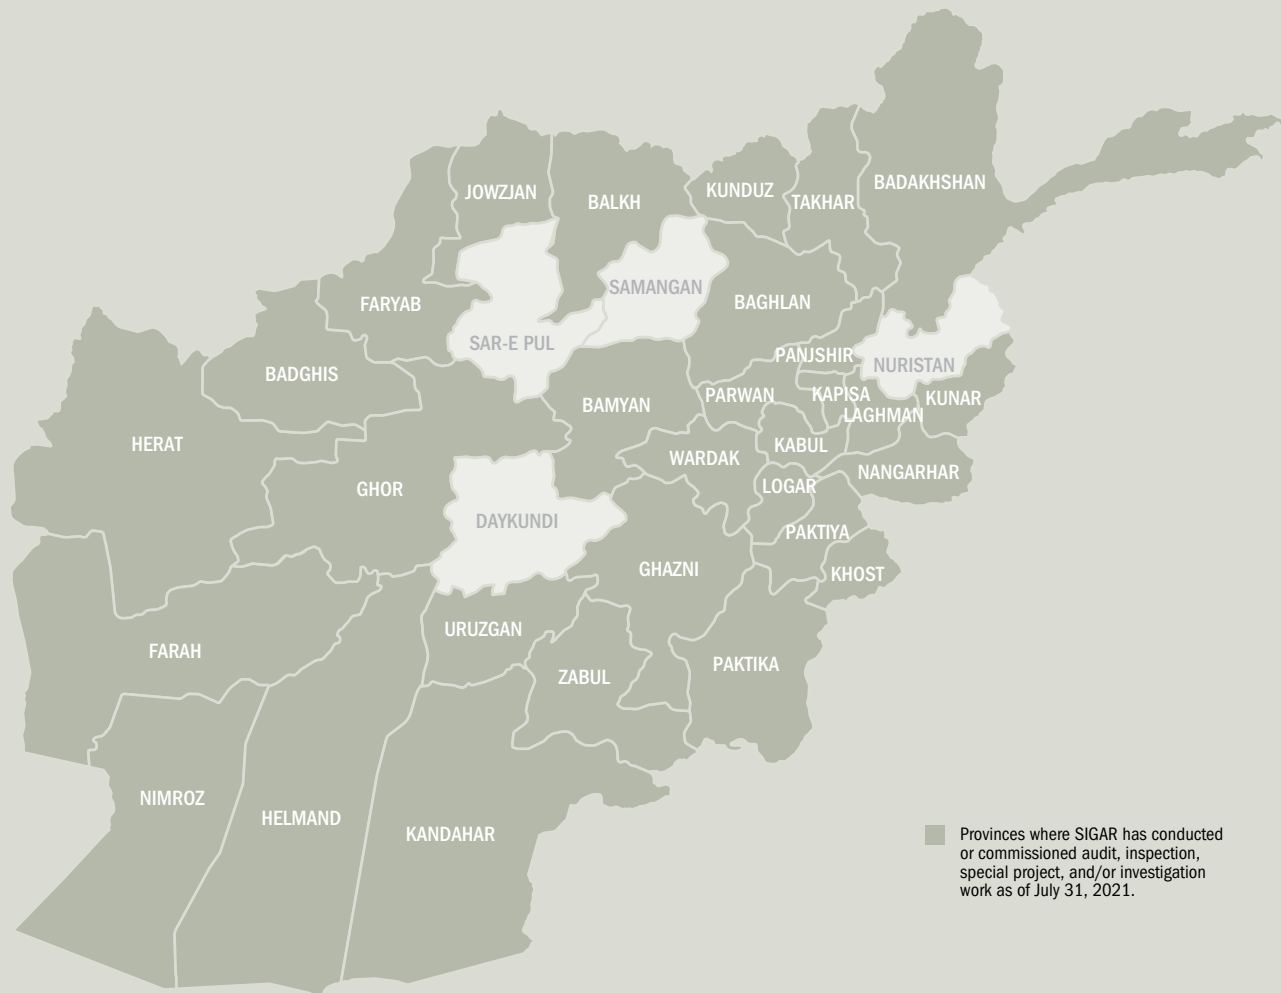 BADAKHSHAN
JOWZJAN
KUNDUZ
BALKH
TAKHAR
SAMANGAN
FARYAB
BAGHLAN
SAR-E PUL
PANJSHIR
NURISTAN
BADGHIS
PARWAN
KAPISA
KUNAR
BAMYAN
LAGHMAN
HERAT
KABUL
WARDAK
NANGARHAR
GHOR
LOGAR
DAYKUNDI
PAKTIYA
GHAZNI
KHOST
URUZGAN
FARAH
PAKTIKA
ZABUL
NIMROZ
HELMAND
KANDAHAR
Provinces where SIGAR has conducted
or commissioned audit, inspection,
special project, and/or investigation
work as of July 31, 2021.